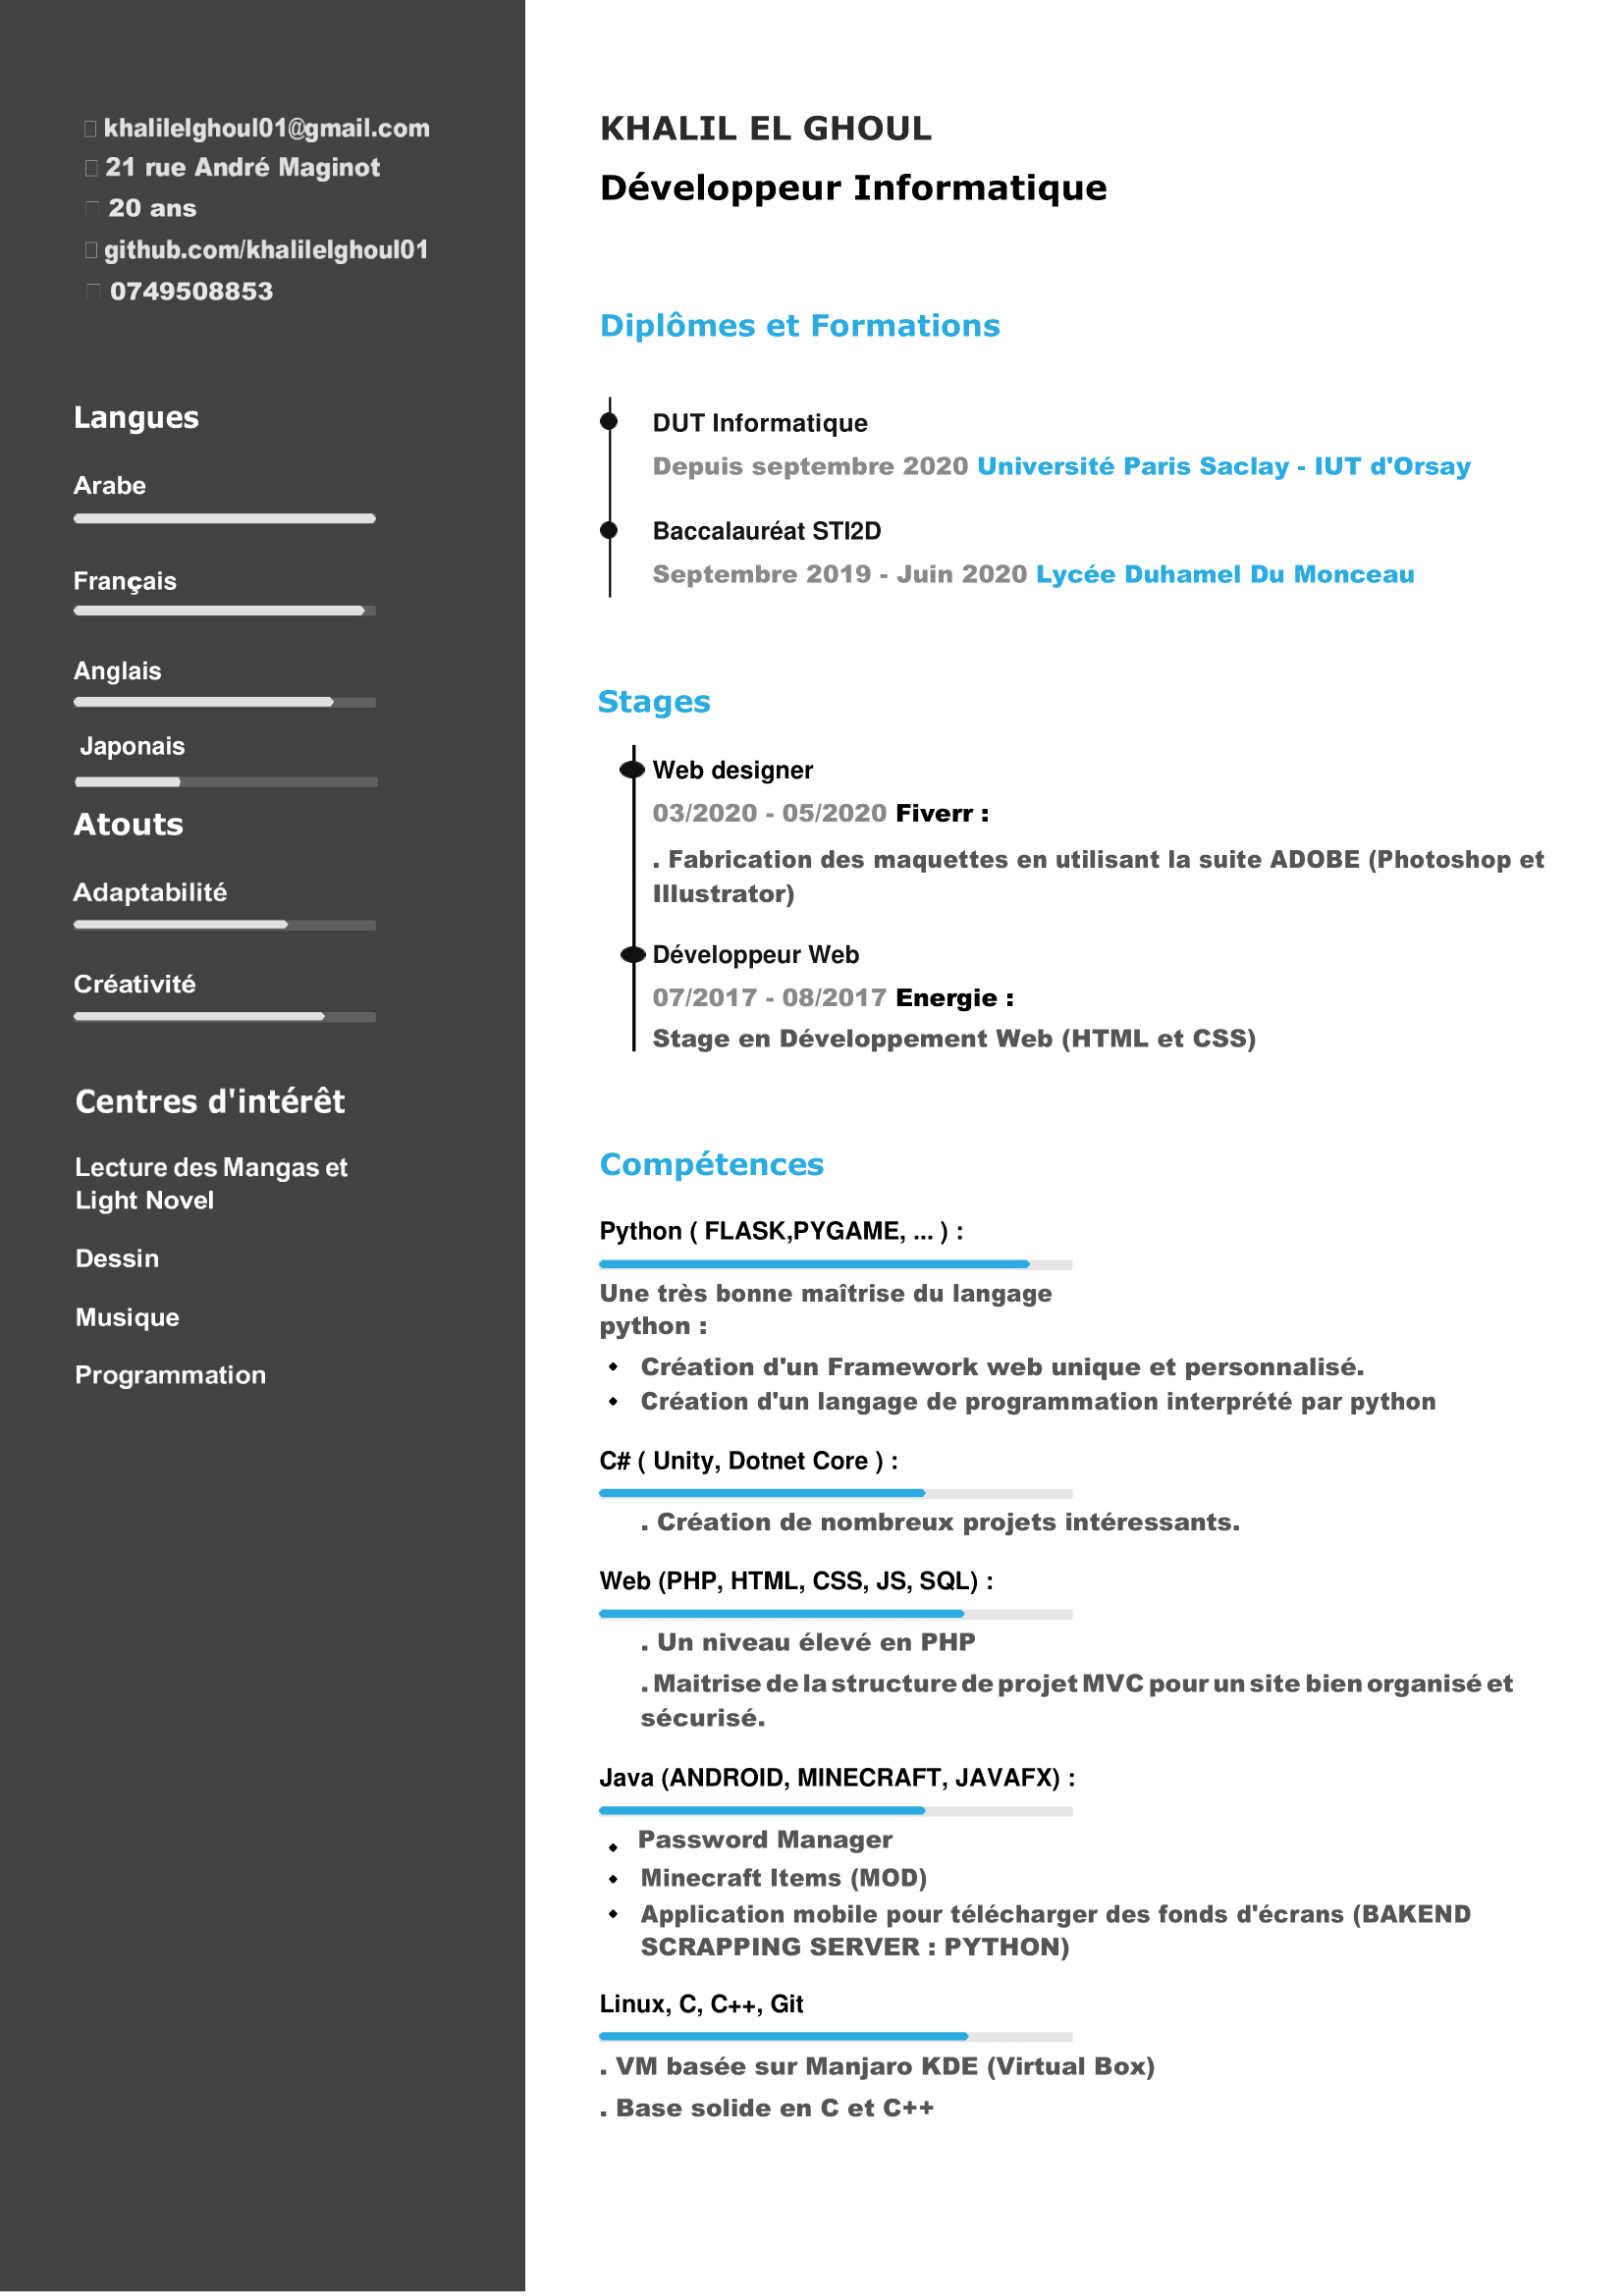 khalilelghoul01@gmail.com
21 rue André Maginot
20 ans
github.com/khalilelghoul01
0749508853
Langues
Arabe
Français
Anglais
Japonais
Atouts
Adaptabilité
Créativité
Centres d'intérêt
Lecture des Mangas et
Light Novel
Dessin
Musique
Programmation
KHALIL EL GHOUL
Développeur Informatique
Diplômes et Formations
DUT Informatique
Depuis septembre 2020 Université Paris Saclay - IUT d'Orsay
Baccalauréat STI2D
Septembre 2019 - Juin 2020 Lycée Duhamel Du Monceau
Stages
Web designer
03/2020 - 05/2020 Fiverr :
. Fabrication des maquettes en utilisant la suite ADOBE (Photoshop et
Illustrator)
Développeur Web
07/2017 - 08/2017 Energie :
Stage en Développement Web (HTML et CSS)
Compétences
Python ( FLASK,PYGAME, ... ) :
Une très bonne maîtrise du langage
python :
• Création d'un Framework web unique et personnalisé.
• Création d'un langage de programmation interprété par python
C# ( Unity, Dotnet Core ) :
. Création de nombreux projets intéressants.
Web (PHP, HTML, CSS, JS, SQL) :
. Un niveau élevé en PHP
. Maitrise de la structure de projet MVC pour un site bien organisé et
sécurisé.
Java (ANDROID, MINECRAFT, JAVAFX) :
• Password Manager
• Minecraft Items (MOD)
• Application mobile pour télécharger des fonds d'écrans (BAKEND
SCRAPPING SERVER : PYTHON)
Linux, C, C++, Git
. VM basée sur Manjaro KDE (Virtual Box)
. Base solide en C et C++